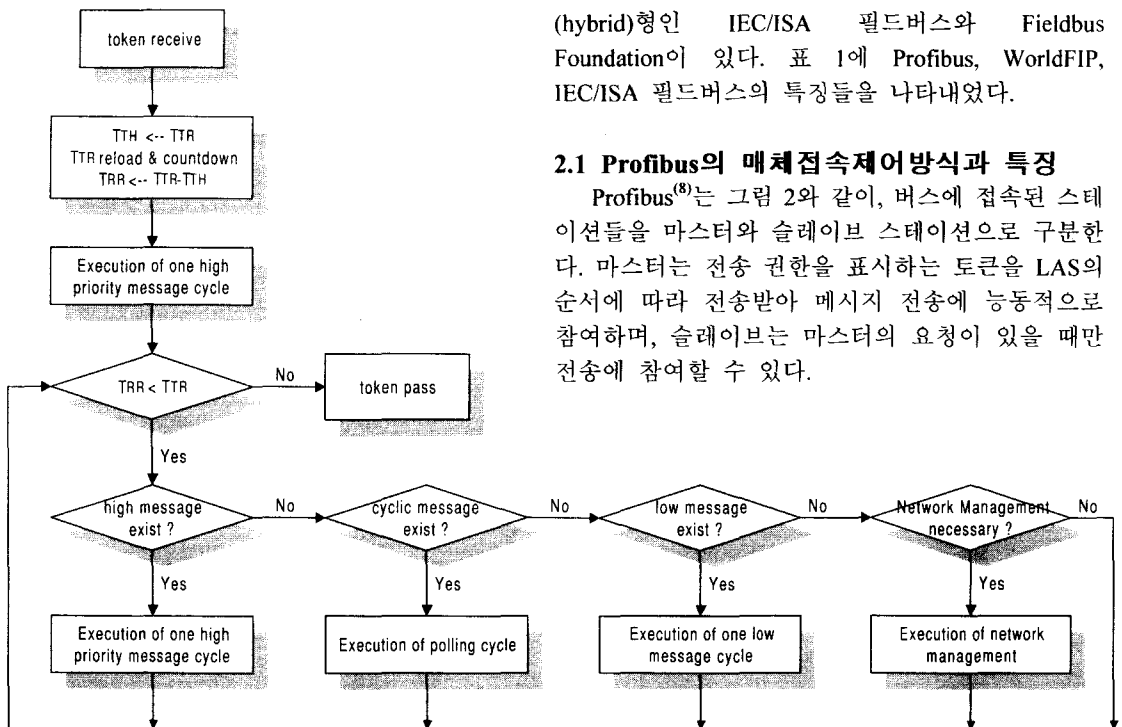 (hybrid)형인 IEC/ISA 필드버스와 Fieldbus
Foundation이 있다. 표 1에 Profibus, WorldFIP,
IEC/ISA 필드버스의 특징들을 나타내었다.
2.1 Profibus의 매체접속제어방식과 특징
Profibus(8)는 그림 2와 같이, 버스에 접속된 스테
이션들을 마스터와 슬레이브 스테이션으로 구분한
다. 마스터는 전송 권한을 표시하는 토큰을 LAS의
순서에 따라 전송받아 메시지 전송에 능동적으로
참여하며, 슬레이브는 마스터의 요청이 있을 때만
전송에 참여할 수 있다.
token receive
TTH <-- TTR
TTR reload & countdown
TRR <-- TTR-TTH
Execution of one high
priority message cycle
TRR < TTR
No
token pass
Yes
high message
exist ?
No
cyclic message
exist ?
No
low message
exist ?
No
Network Management
necessary ?
No
Yes
Yes
Yes
Yes
Execution of one high
priority message cycle
Execution of polling cycle
Execution of one low
message cycle
Execution of network
management